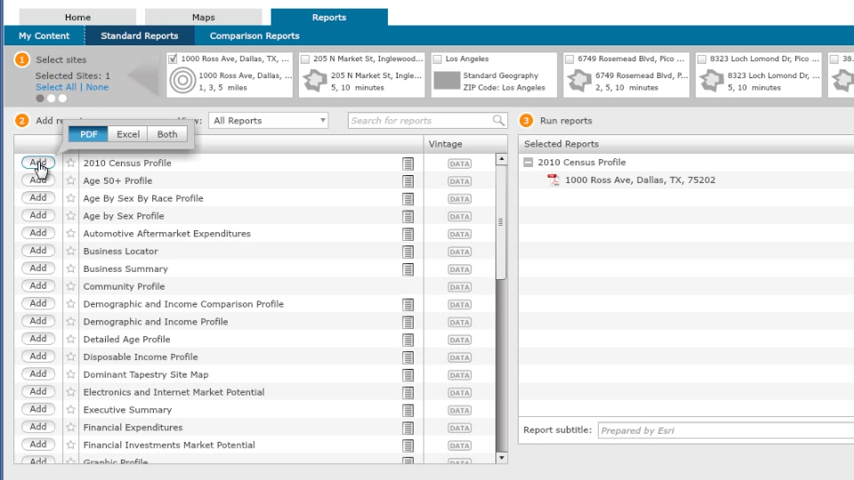 Home Maps Reports
My Content Standard Reports Comparison Reports
1 Select sites
Selected Sites: 1
Select All | None
1000 Ross Ave, Dallas, TX, ...
1000 Ross Ave, Dallas, ...
1, 3, 5 miles
205 N Market St, Inglewood...
205 N Market St, Ingle...
5, 10 minutes
Los Angeles
Standard Geography
ZIP Code: Los Angeles
6749 Rosemead Blvd, Pico ...
6749 Rosemead Blvd, P...
2, 5, 10 minutes
8323 Loch Lomond Dr, Pico ...
8323 Loch Lomond Dr, ...
5, 10 minutes
38.
2 Add All Reports Search for reports
PDF Excel Both
Vintage
Add 2010 Census Profile DATA
Add Age 50+ Profile DATA
Add Age By Sex By Race Profile DATA
Add Age by Sex Profile DATA
Add Automotive Aftermarket Expenditures DATA
Add Business Locator DATA
Add Business Summary DATA
Add Community Profile DATA
Add Demographic and Income Comparison Profile DATA
Add Demographic and Income Profile DATA
Add Detailed Age Profile DATA
Add Disposable Income Profile DATA
Add Dominant Tapestry Site Map DATA
Add Electronics and Internet Market Potential DATA
Add Executive Summary DATA
Add Financial Expenditures DATA
Add Financial Investments Market Potential DATA
Add Graphic Profile DATA
3 Run reports
Selected Reports
2010 Census Profile
1000 Ross Ave, Dallas, TX, 75202
Report subtitle: Prepared by Esri